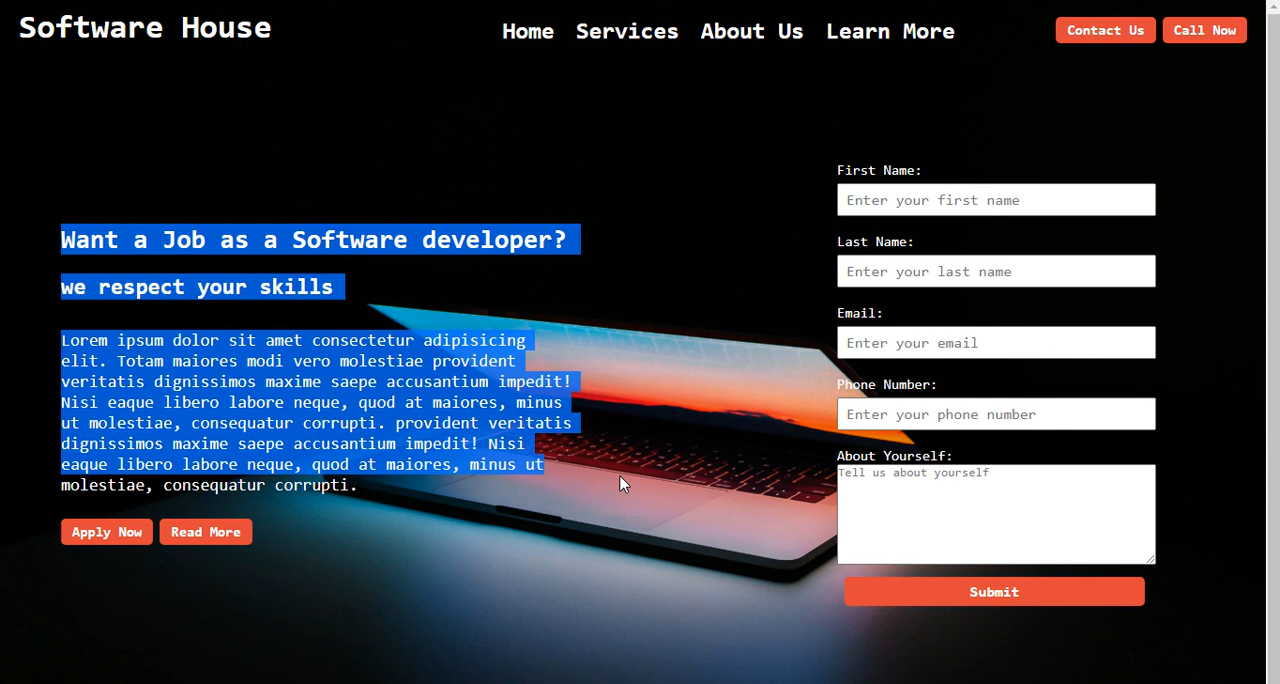 Software House
Home Services About Us Learn More
Contact Us Call Now
Want a Job as a Software developer?
we respect your skills
Lorem ipsum dolor sit amet consectetur adipisicing
elit. Totam maiores modi vero molestiae provident
veritatis dignissimos maxime saepe accusantium impedit!
Nisi eaque libero labore neque, quod at maiores, minus
ut molestiae, consequatur corrupti. provident veritatis
dignissimos maxime saepe accusantium impedit! Nisi
eaque libero labore neque, quod at maiores, minus ut
molestiae, consequatur corrupti.
Apply Now Read More
First Name:
Enter your first name
Last Name:
Enter your last name
Email:
Enter your email
Phone Number:
Enter your phone number
About Yourself:
Tell us about yourself
Submit